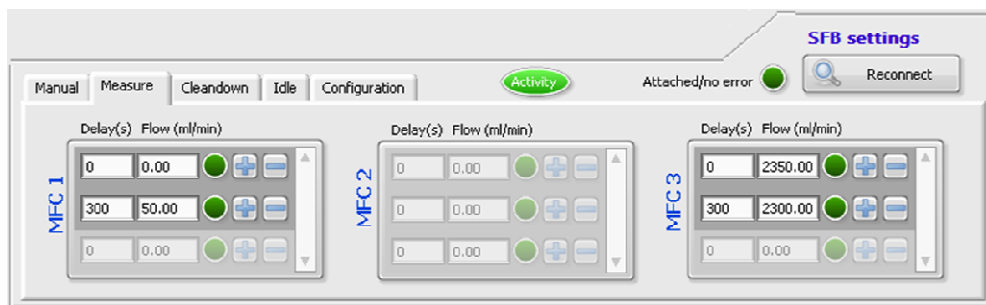 SFB settings
Manual Measure Cleandown Idle Configuration Activity Attached/no error Reconnect
Delay(s) Flow (ml/min) Delay(s) Flow (ml/min) Delay(s) Flow (ml/min)
MFC 1 MFC 2 MFC 3
0 0.00 0 0.00 0 2350.00
300 50.00 0 0.00 300 2300.00
0 0.00 0 0.00 0 0.00